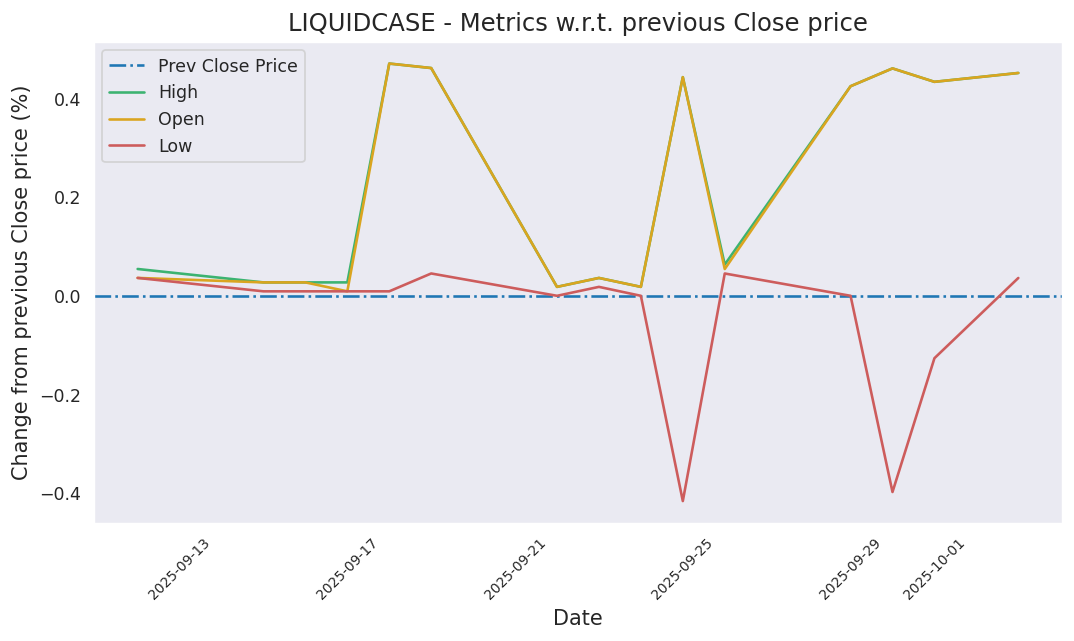 LIQUIDCASE - Metrics w.r.t. previous Close price
Prev Close Price
High
Open
Low
Change from previous Close price (%)
0.4
0.2
0.0
−0.2
−0.4
2025-09-13
2025-09-17
2025-09-21
2025-09-25
2025-09-29
2025-10-01
Date